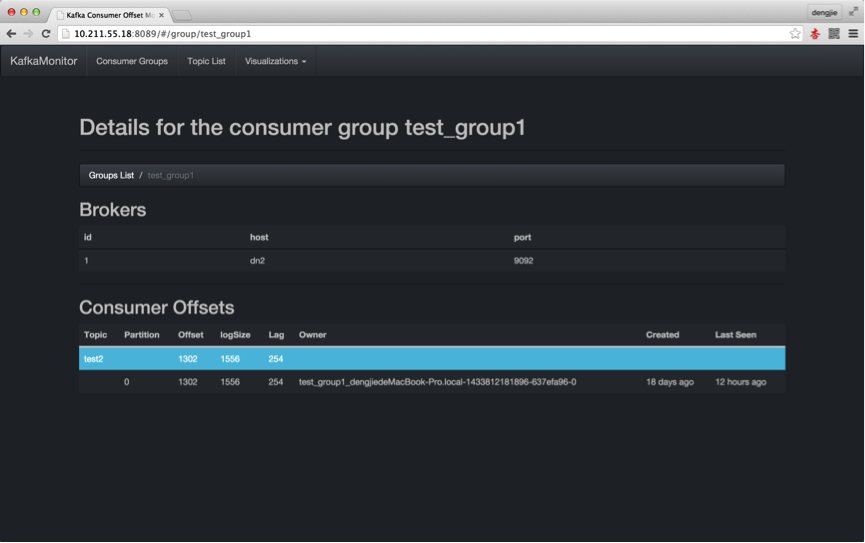 Kafka Consumer Offset Mo
dengjie
10.211.55.18:8089/#/group/test_group1
KafkaMonitor Consumer Groups Topic List Visualizations
Details for the consumer group test_group1
Groups List / test_group1
Brokers
id host port
1 dn2 9092
Consumer Offsets
Topic Partition Offset logSize Lag Owner Created Last Seen
test2 1302 1556 254
0 1302 1556 254 test_group1_dengjiedeMacBook-Pro.local-1433812181896-637efa96-0 18 days ago 12 hours ago